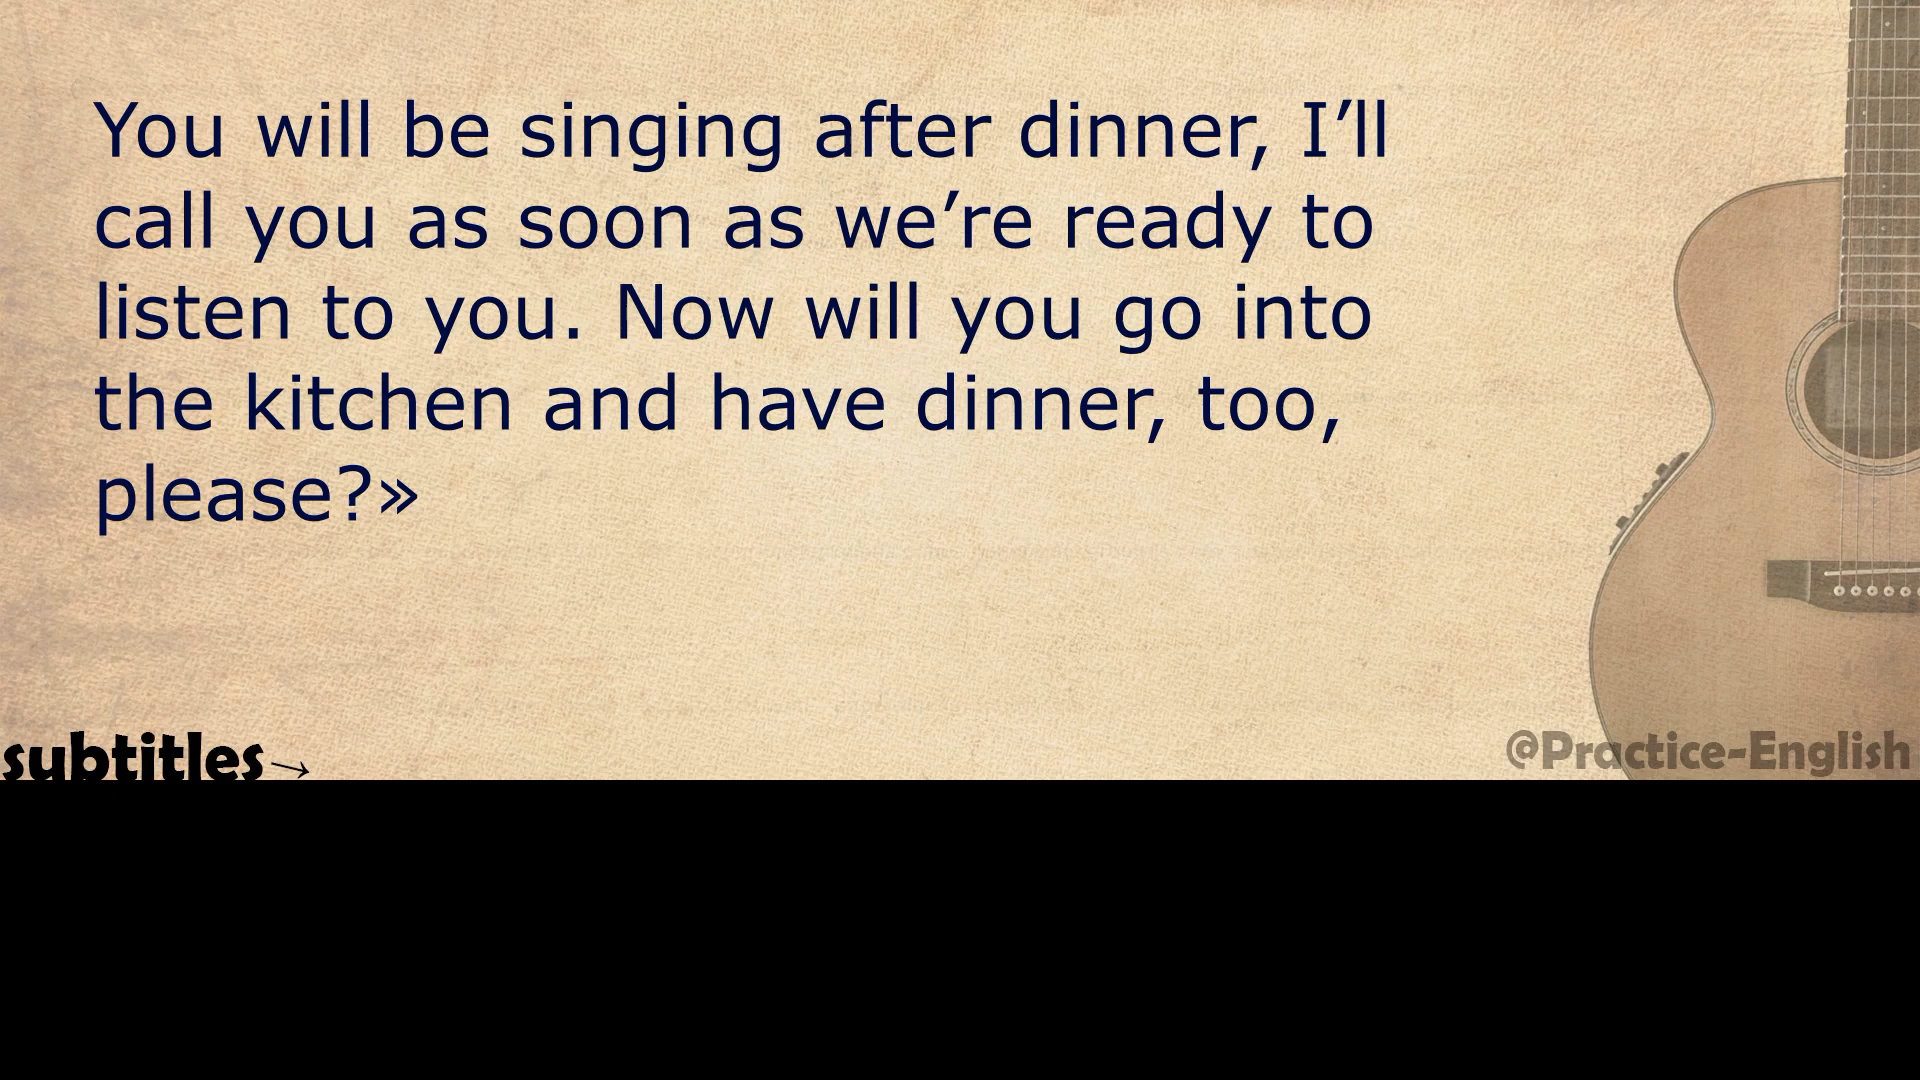 You will be singing after dinner, I’ll
call you as soon as we’re ready to
listen to you. Now will you go into
the kitchen and have dinner, too,
please?»
subtitles→
@Practice-English